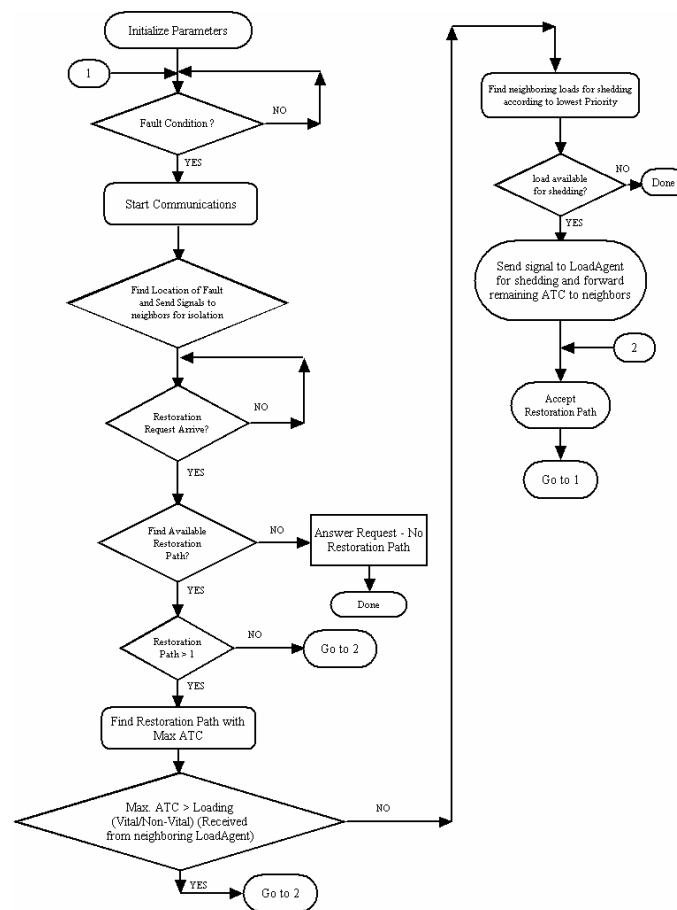 Initialize Parameters
1
Fault Condition ?
NO
YES
Start Communications
Find Location of Fault
and Send Signals to
neighbors for isolation
Restoration
Request Arrive?
NO
YES
Find Available
Restoration
Path?
NO
Answer Request - No
Restoration Path
Done
YES
Restoration
Path > 1
NO
Go to 2
YES
Find Restoration Path with
Max ATC
Max. ATC > Loading
(Vital/Non-Vital) (Received
from neighboring LoadAgent)
NO
YES
Go to 2
Find neighboring loads for shedding
according to lowest Priority
load available
for shedding?
NO
Done
YES
Send signal to LoadAgent
for shedding and forward
remaining ATC to neighbors
2
Accept
Restoration Path
Go to 1